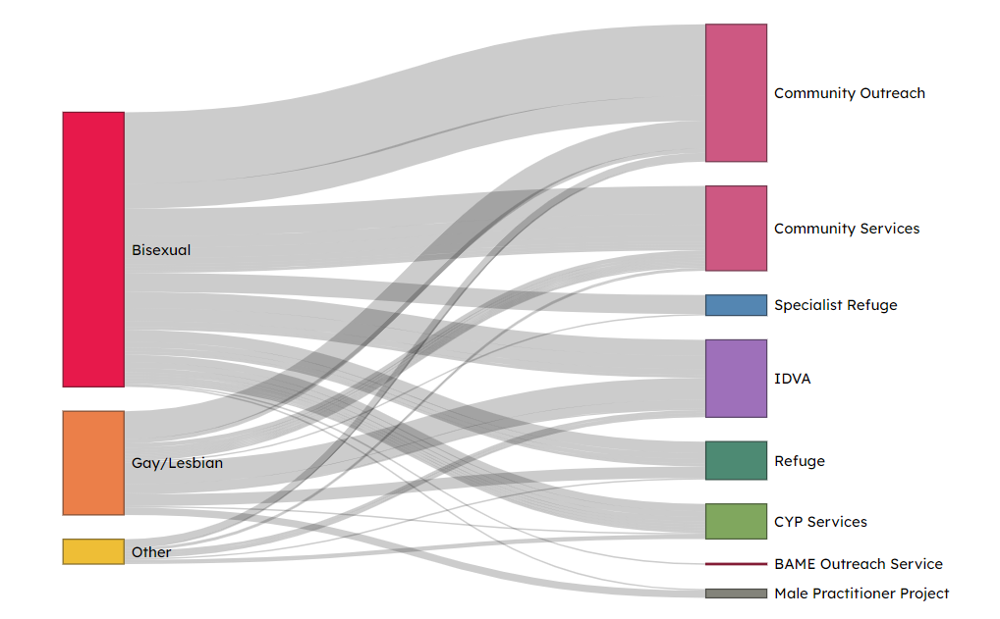 Bisexual
Gay/Lesbian
Other
Community Outreach
Community Services
Specialist Refuge
IDVA
Refuge
CYP Services
BAME Outreach Service
Male Practitioner Project